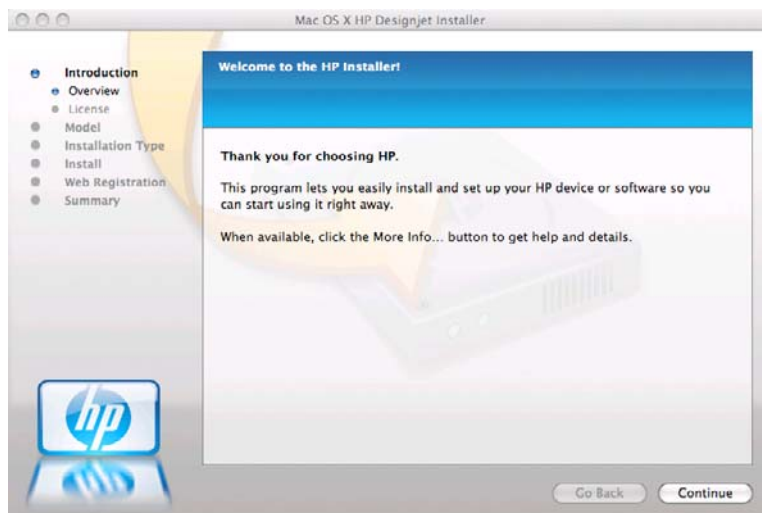 Mac OS X HP Designjet Installer
Introduction
Overview
License
Model
Installation Type
Install
Web Registration
Summary
Welcome to the HP Installer!
Thank you for choosing HP.
This program lets you easily install and set up your HP device or software so you
can start using it right away.
When available, click the More Info... button to get help and details.
hp
Go Back
Continue